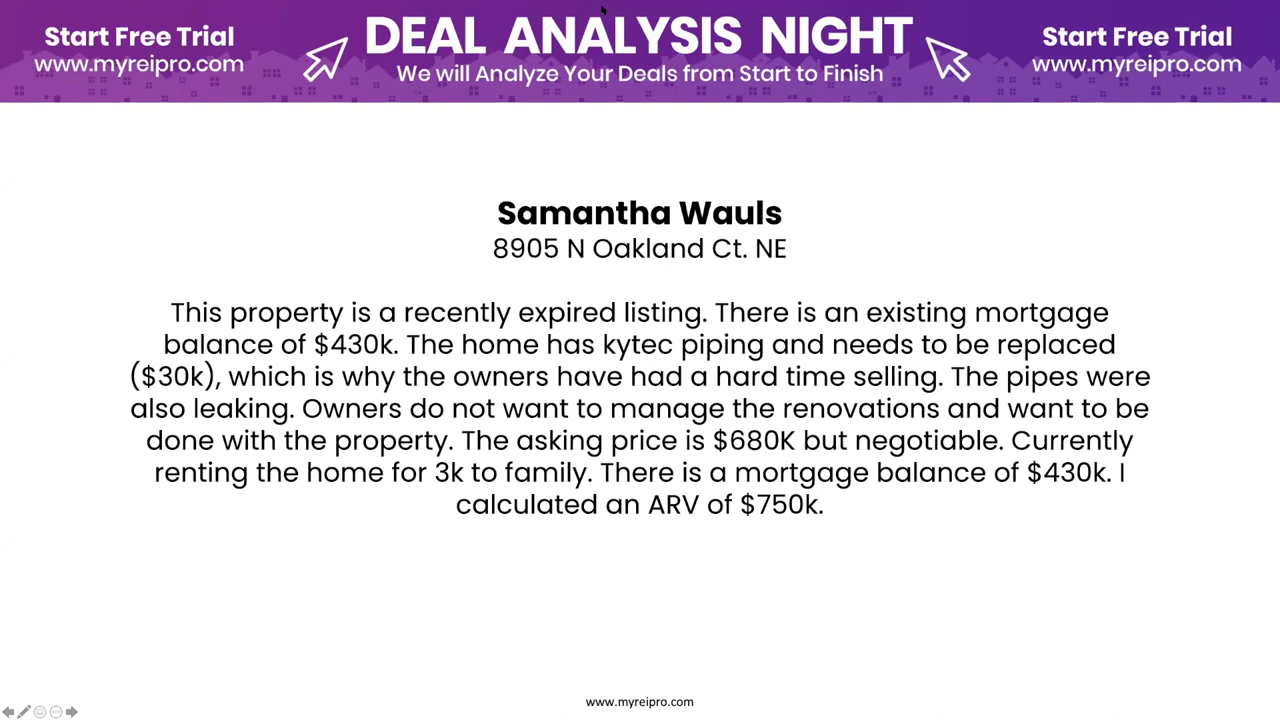 Start Free Trial
www.myreipro.com
DEAL ANALYSIS NIGHT
We will Analyze Your Deals from Start to Finish
Start Free Trial
www.myreipro.com
Samantha Wauls
8905 N Oakland Ct. NE
This property is a recently expired listing. There is an existing mortgage
balance of $430k. The home has kytec piping and needs to be replaced
($30k), which is why the owners have had a hard time selling. The pipes were
also leaking. Owners do not want to manage the renovations and want to be
done with the property. The asking price is $680K but negotiable. Currently
renting the home for 3k to family. There is a mortgage balance of $430k. I
calculated an ARV of $750k.
www.myreipro.com